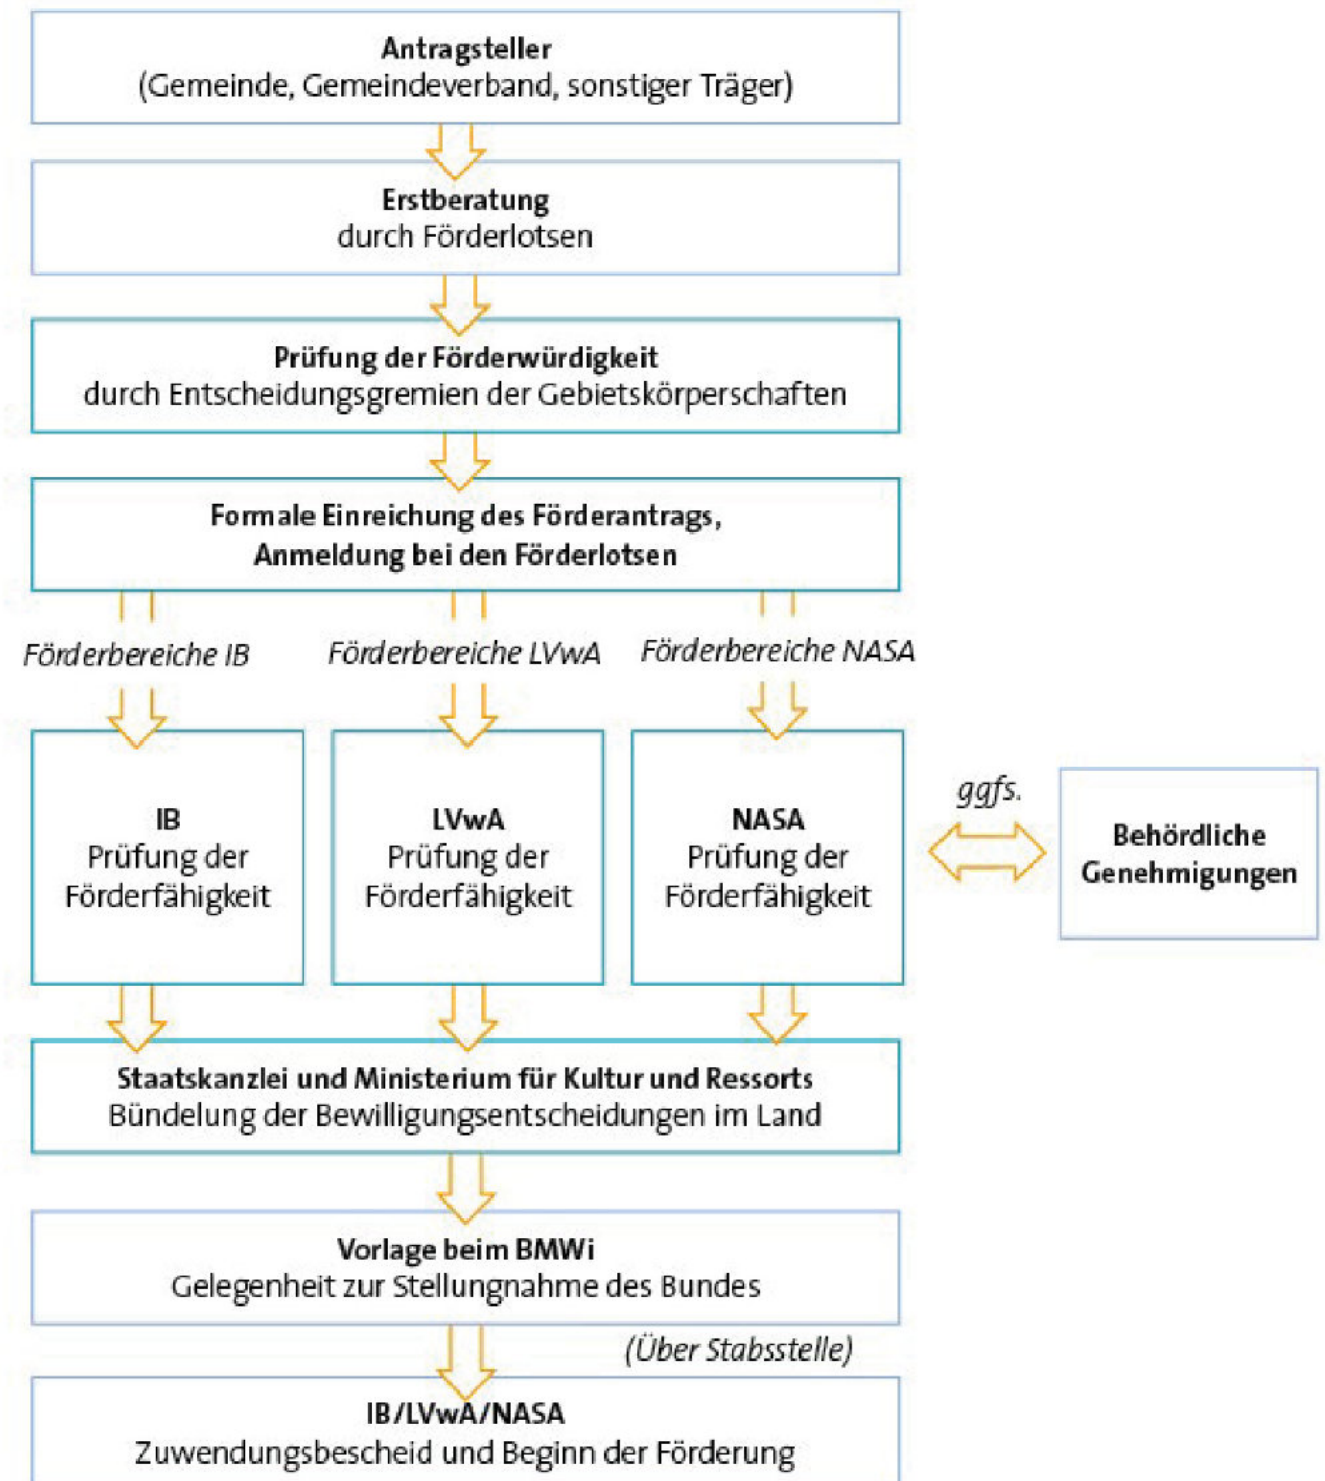 Antragsteller
(Gemeinde, Gemeindeverband, sonstiger Träger)
Erstberatung
durch Förderlotsen
Prüfung der Förderwürdigkeit
durch Entscheidungsgremien der Gebietskörperschaften
Formale Einreichung des Förderantrags,
Anmeldung bei den Förderlotsen
Förderbereiche IB
Förderbereiche LVwA
Förderbereiche NASA
IB
Prüfung der
Förderfähigkeit
LVwA
Prüfung der
Förderfähigkeit
NASA
Prüfung der
Förderfähigkeit
ggfs.
Behördliche
Genehmigungen
Staatskanzlei und Ministerium für Kultur und Ressorts
Bündelung der Bewilligungsentscheidungen im Land
Vorlage beim BMWi
Gelegenheit zur Stellungnahme des Bundes
(Über Stabsstelle)
IB/LVwA/NASA
Zuwendungsbescheid und Beginn der Förderung